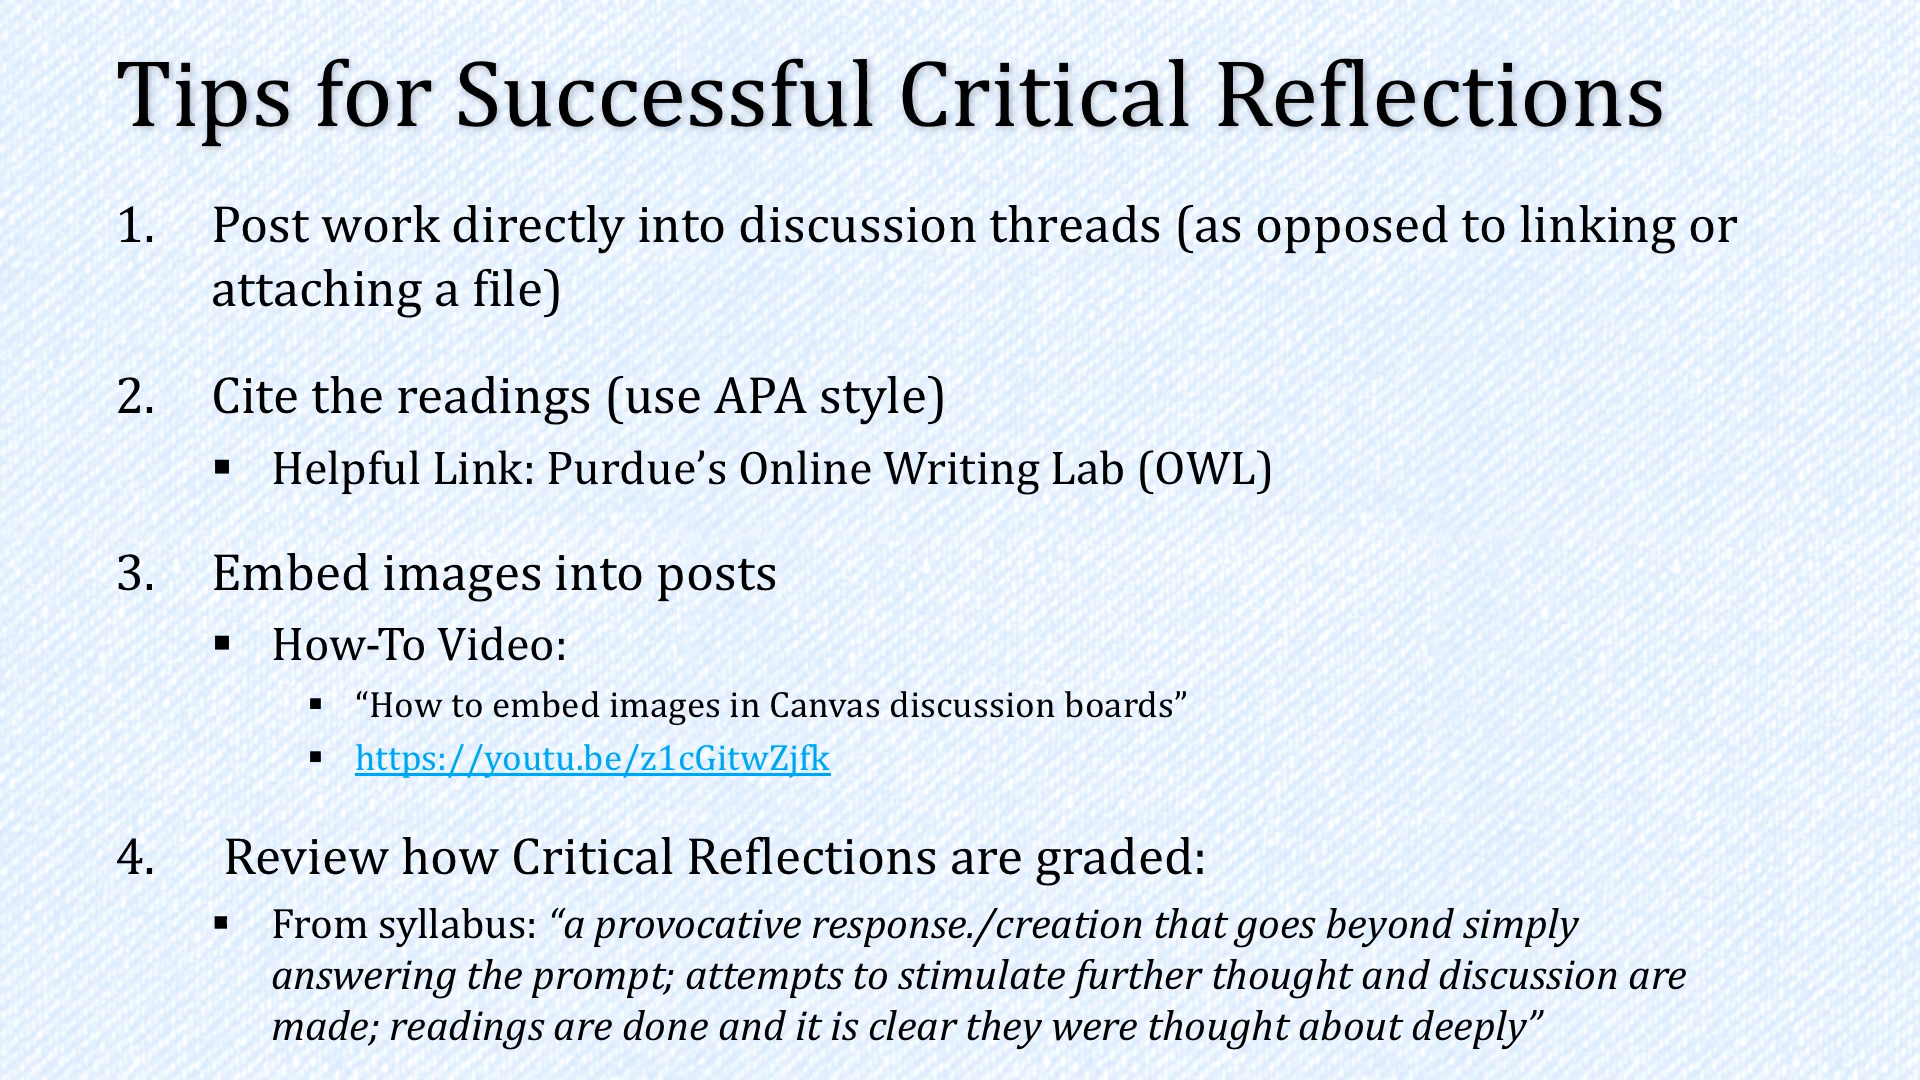 Tips for Successful Critical Reflections
1. Post work directly into discussion threads (as opposed to linking or
attaching a file)
2. Cite the readings (use APA style)
▪ Helpful Link: Purdue’s Online Writing Lab (OWL)
3. Embed images into posts
▪ How-To Video:
▪ “How to embed images in Canvas discussion boards”
▪ https://youtu.be/z1cGitwZjfk
4. Review how Critical Reflections are graded:
▪ From syllabus: “a provocative response./creation that goes beyond simply
answering the prompt; attempts to stimulate further thought and discussion are
made; readings are done and it is clear they were thought about deeply”